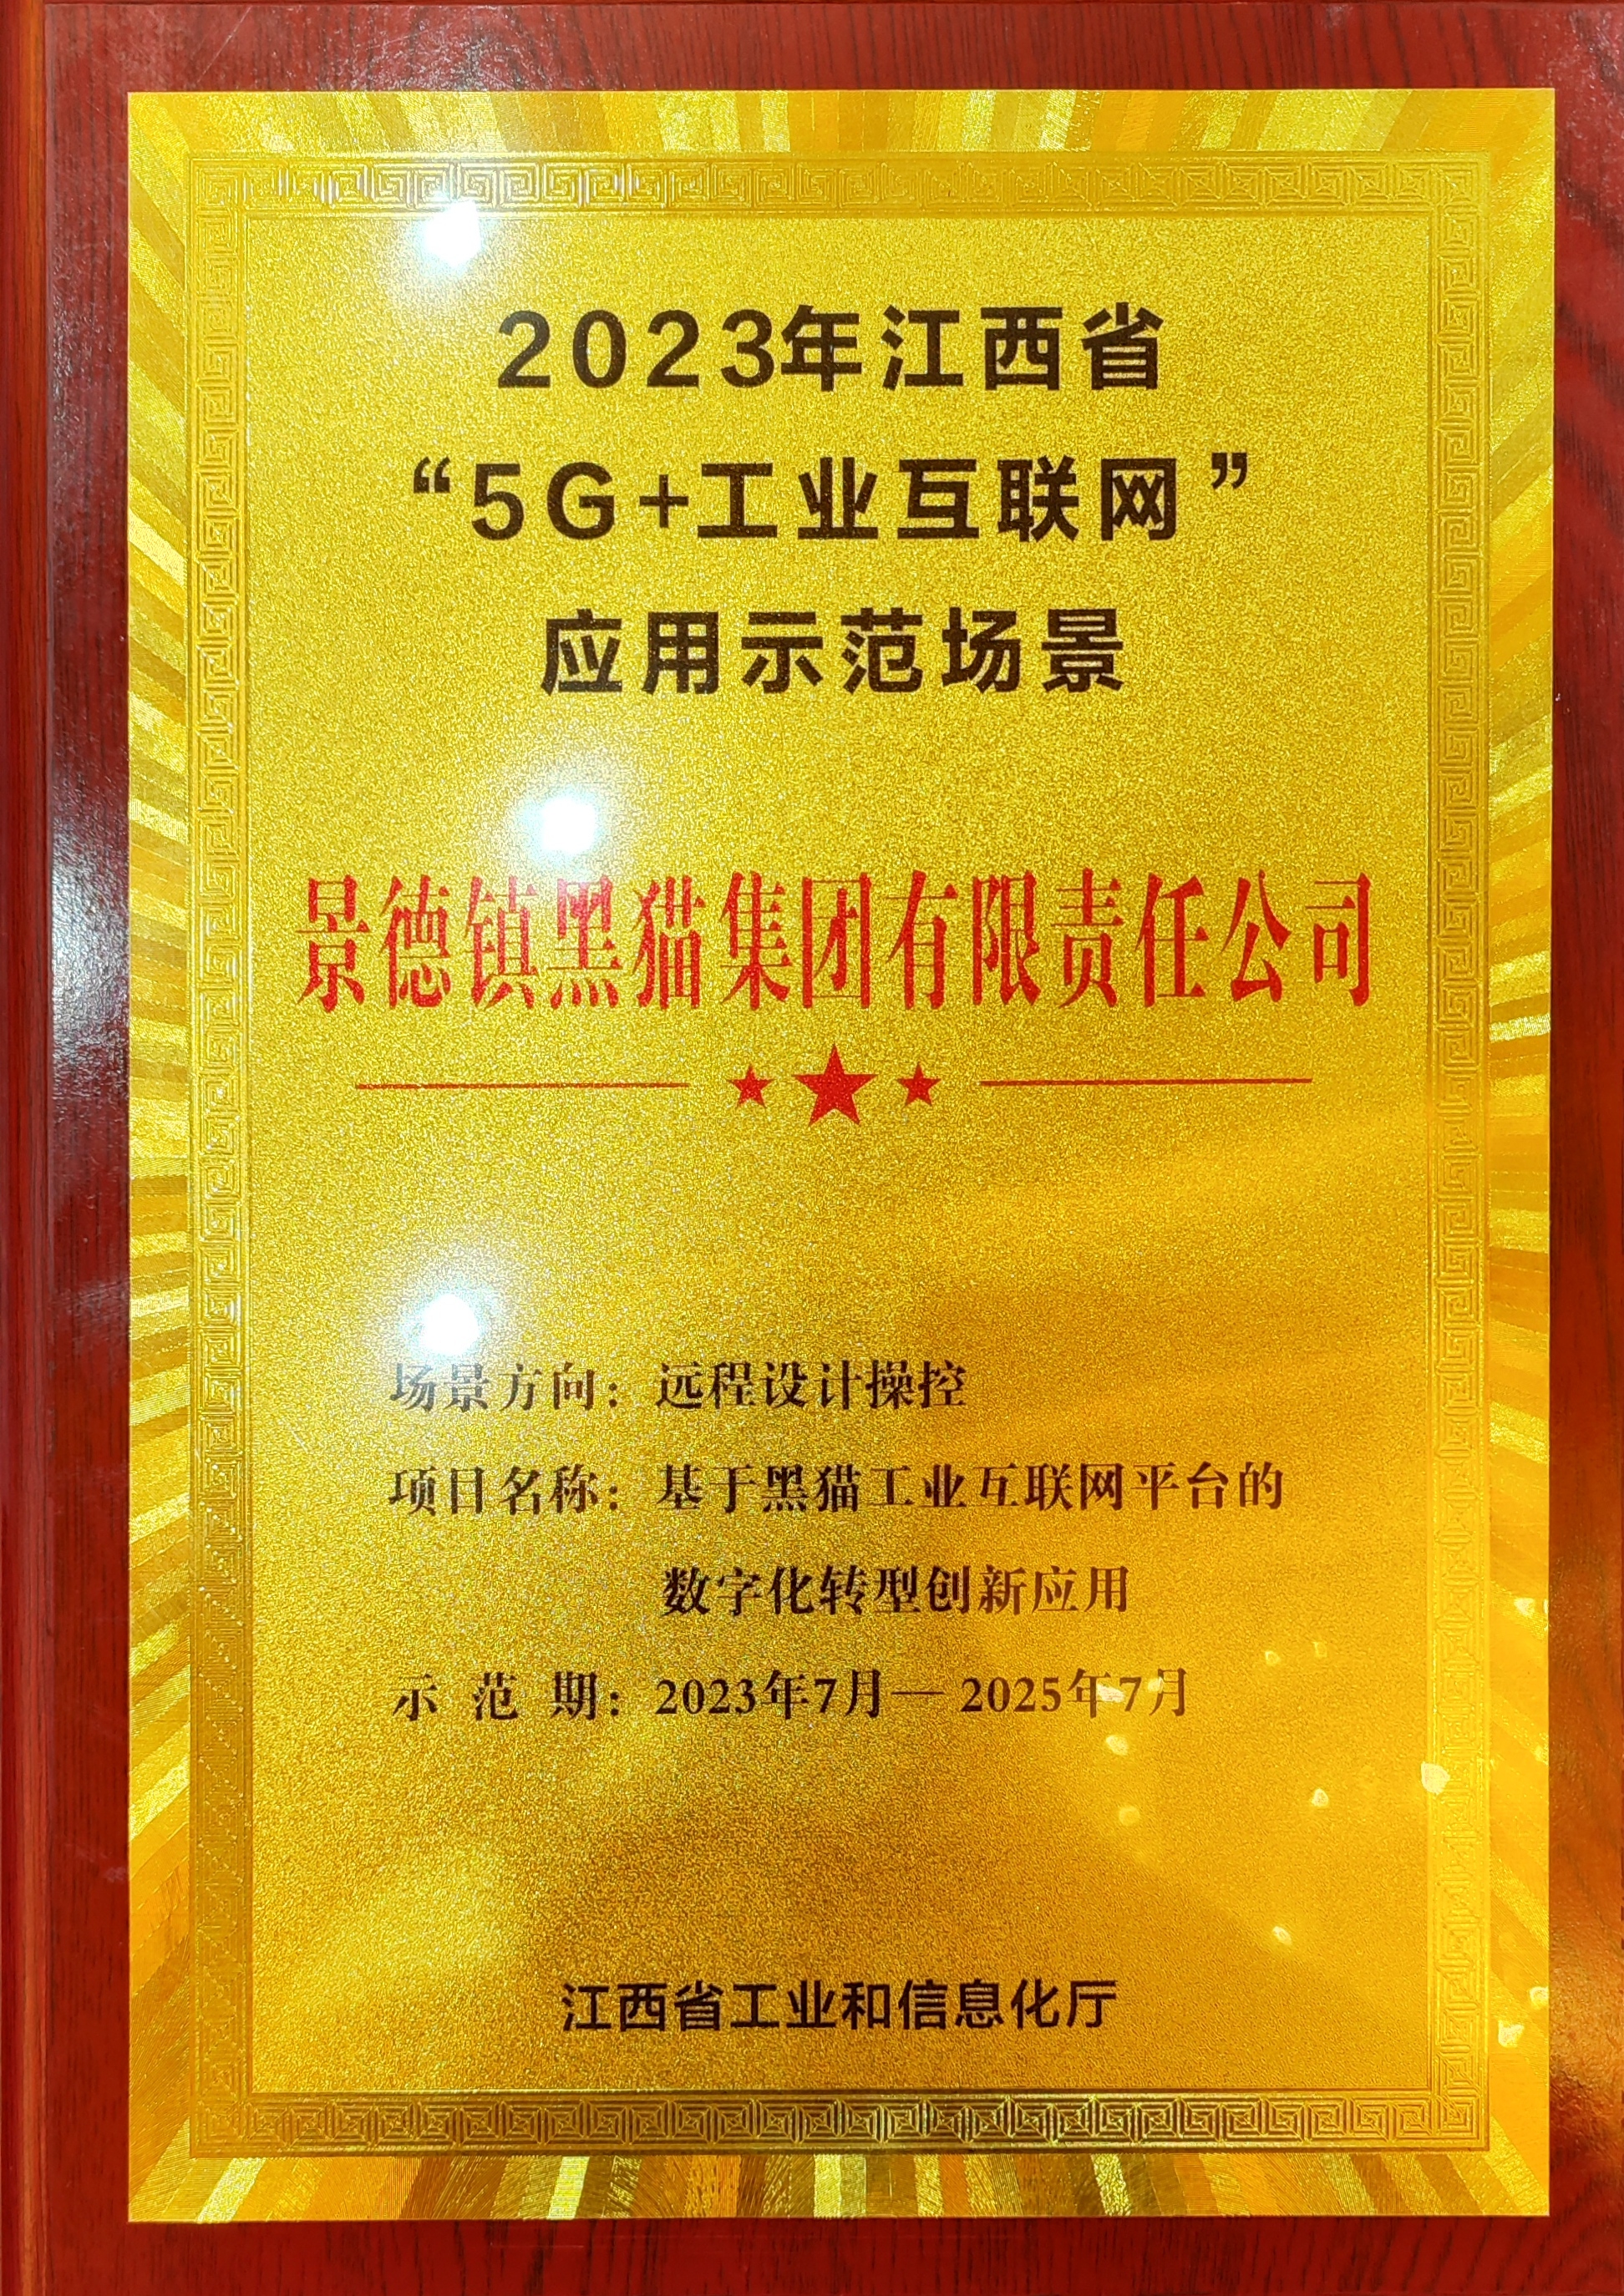 2023年江西省
“5G+工业互联网”
应用示范场景
景德镇黑猫集团有限责任公司
场景方向：远程设计操控
项目名称：基于黑猫工业互联网平台的
数字化转型创新应用
示范期：2023年7月—2025年7月
江西省工业和信息化厅